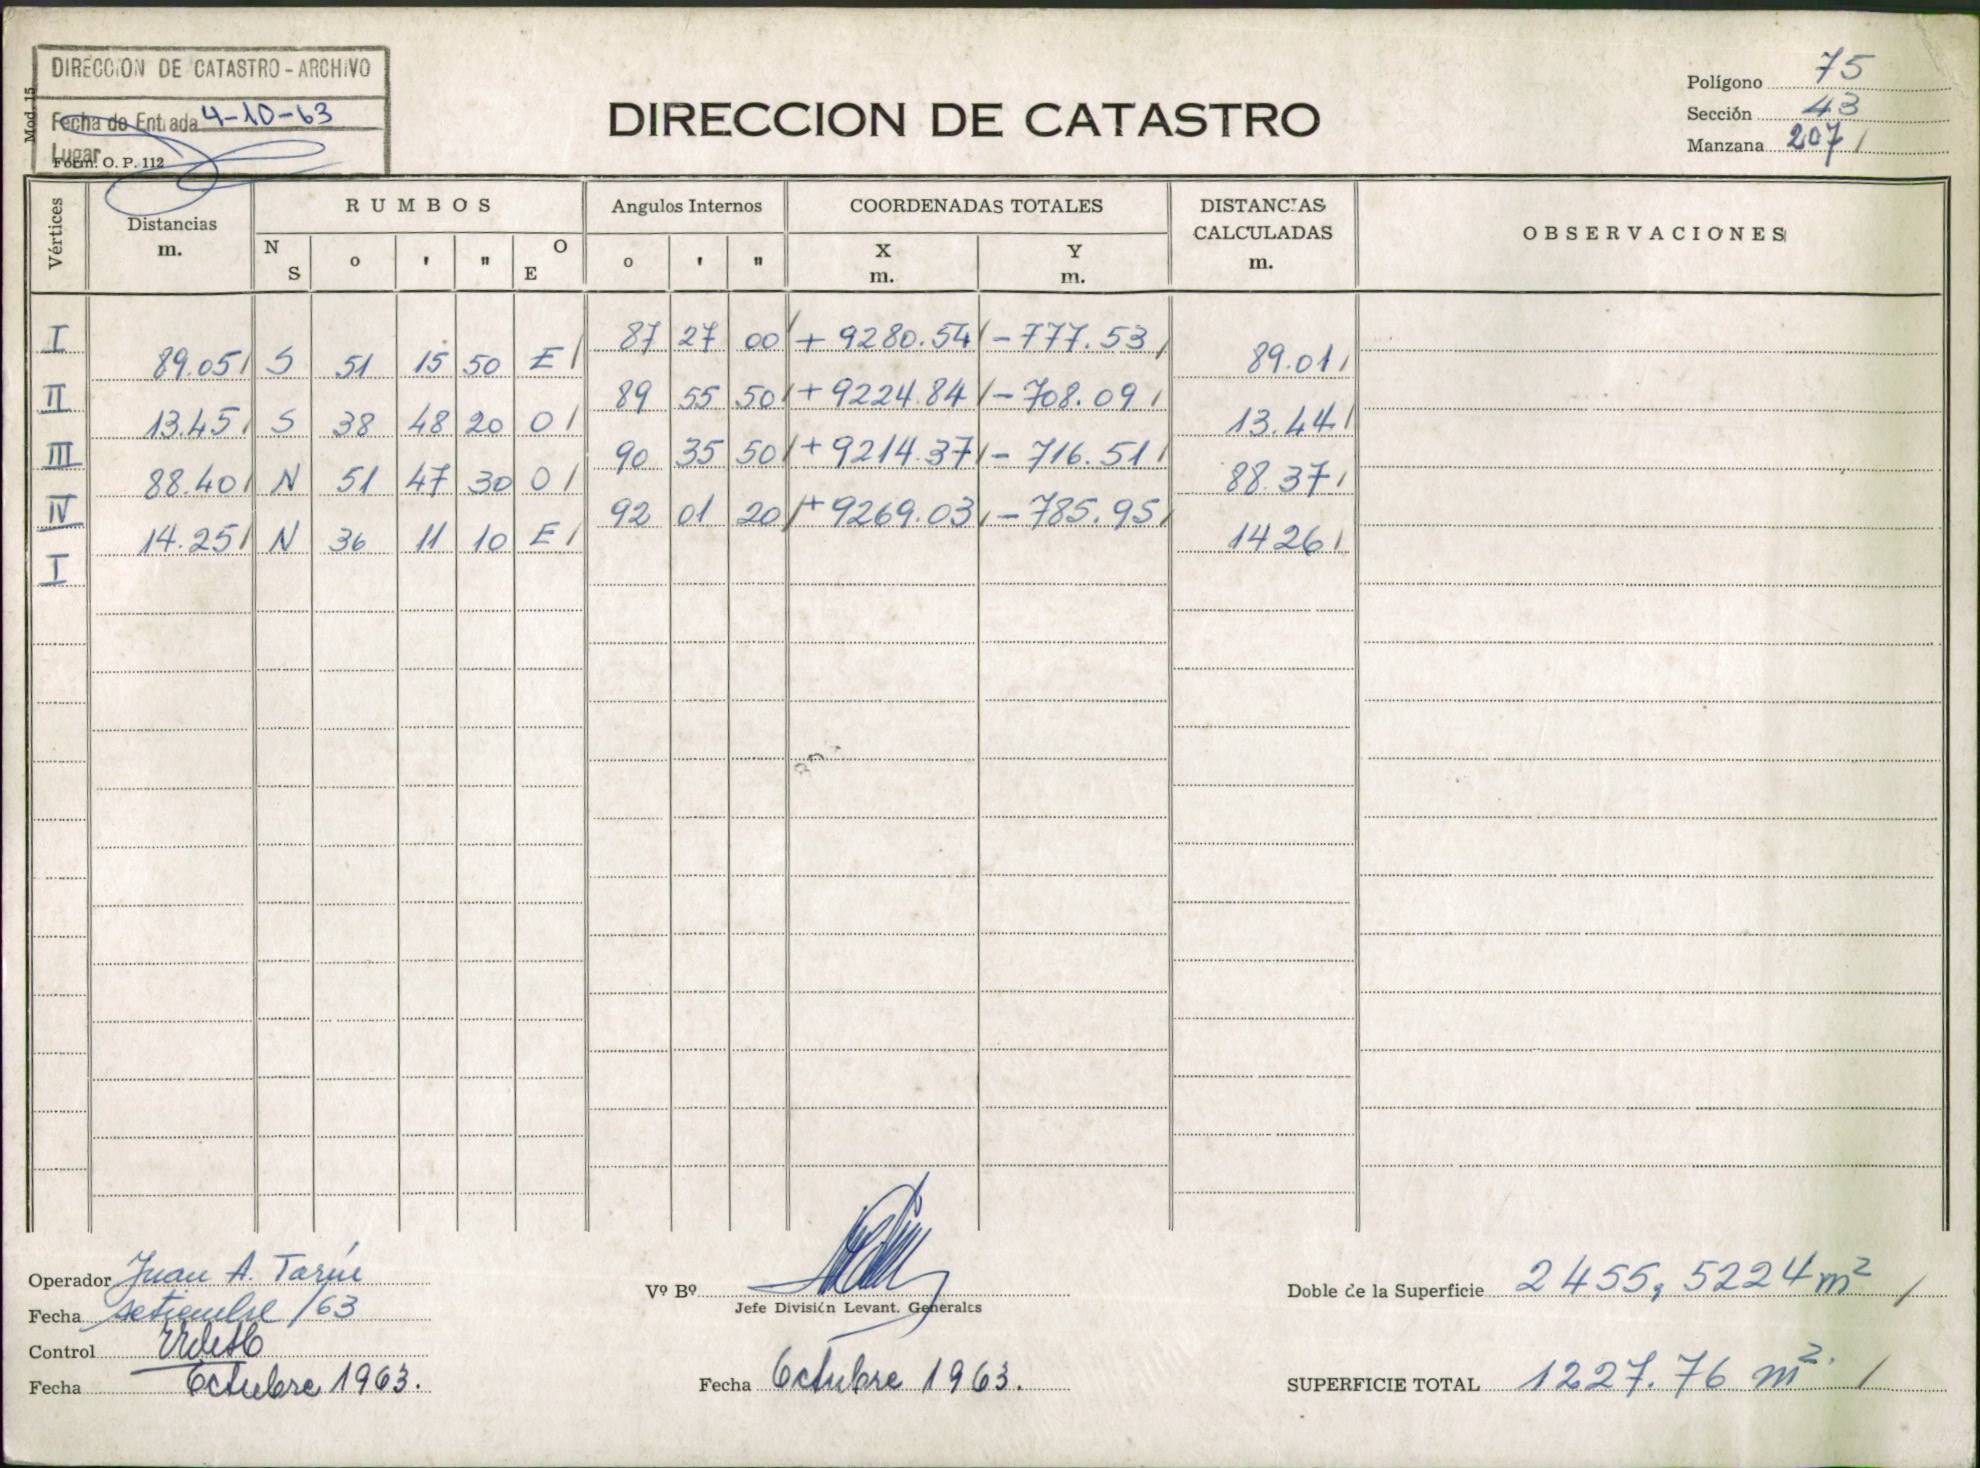 DIRECCION DE CATASTRO - ARCHIVO
Fecha de Entrada 4-10-63
Lugar
Mod. 15
Form. O. P. 112
DIRECCION DE CATASTRO
Polígono 75
Sección 43
Manzana 207 /
Vértices
Distancias
m.
RUMBOS
N S ° ' " E O
Angulos Internos
° ' "
COORDENADAS TOTALES
X m. Y m.
DISTANCIAS CALCULADAS
m.
OBSERVACIONES
I 87 27 00 / + 9280.54 / - 777.53 /
89.05 / S 51 15 50 E / 89.01 /
II 89 55 50 / + 9224.84 / - 708.09 /
13.45 / S 38 48 20 O / 13.44 /
III 90 35 50 / + 9214.37 / - 716.51 /
88.40 / N 51 47 30 O / 88.37 /
IV 92 01 20 / + 9269.03 / - 785.95 /
14.25 / N 36 11 10 E / 14 26 /
I
Operador Juan A.
Fecha setiembre /63
Control
Fecha Octubre 1963.
Vº Bº
Jefe División Levant. Generales
Fecha Octubre 1963.
Doble de la Superficie 2455,5224 m² /
SUPERFICIE TOTAL 1227.76 m². /